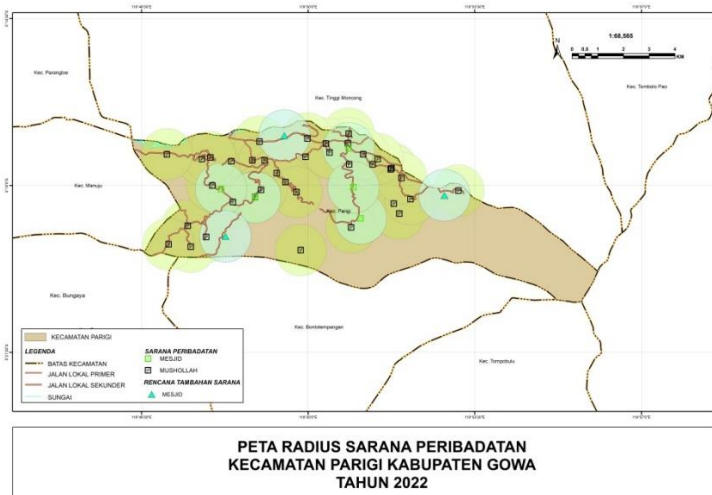 1:68,565
N
0 0,5 1 2 3 4
KM
Kec. Parangloe
Kec. Tinggi Moncong
Kec. Tombolo Pao
Kec. Manuju
Kec. Parigi
Kec. Bungaya
Kec. Bontolempangan
Kec. Tompobulu
KECAMATAN PARIGI
LEGENDA
BATAS KECAMATAN
JALAN LOKAL PRIMER
JALAN LOKAL SEKUNDER
SUNGAI
SARANA PERIBADATAN
MESJID
MUSHOLLAH
RENCANA TAMBAHAN SARANA
MESJID
PETA RADIUS SARANA PERIBADATAN
KECAMATAN PARIGI KABUPATEN GOWA
TAHUN 2022